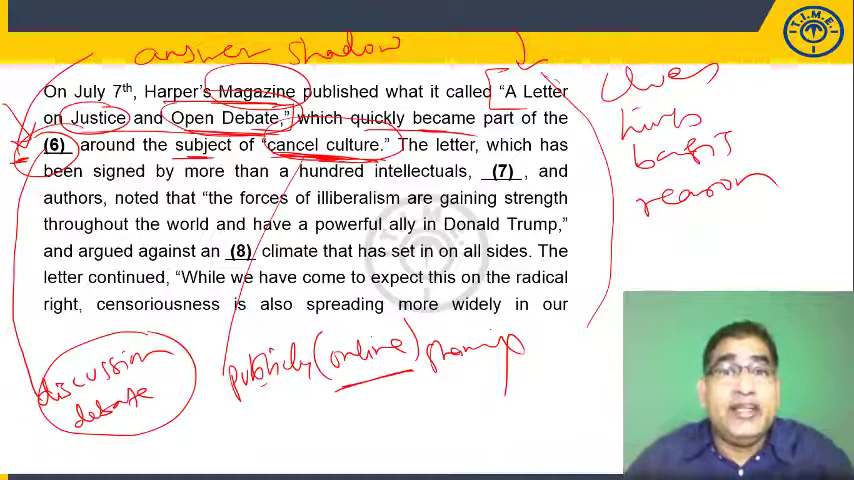 T.I.M.E.
answer shadow
On July 7th, Harper's Magazine published what it called “A Letter
on Justice and Open Debate,” which quickly became part of the
(6) around the subject of “cancel culture.” The letter, which has
been signed by more than a hundred intellectuals, (7), and
authors, noted that “the forces of illiberalism are gaining strength
throughout the world and have a powerful ally in Donald Trump,”
and argued against an (8) climate that has set in on all sides. The
letter continued, “While we have come to expect this on the radical
right, censoriousness is also spreading more widely in our
clues
hints
basis
reason
discussion
debate
publicly (online) shaming